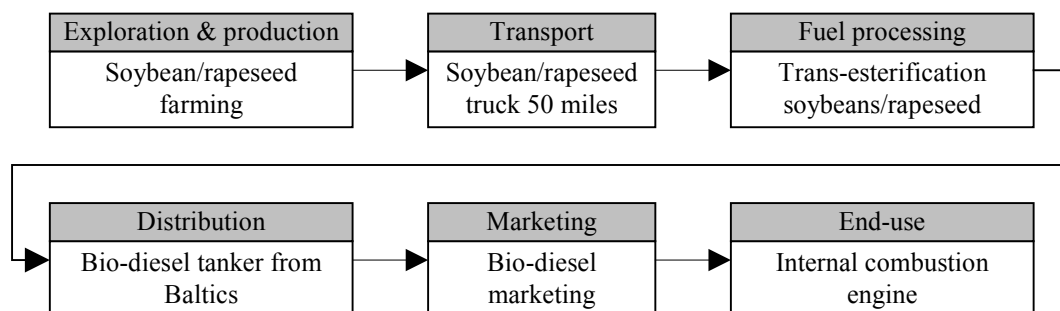 Exploration & production
Soybean/rapeseed
farming
Transport
Soybean/rapeseed
truck 50 miles
Fuel processing
Trans-esterification
soybeans/rapeseed
Distribution
Bio-diesel tanker from
Baltics
Marketing
Bio-diesel
marketing
End-use
Internal combustion
engine